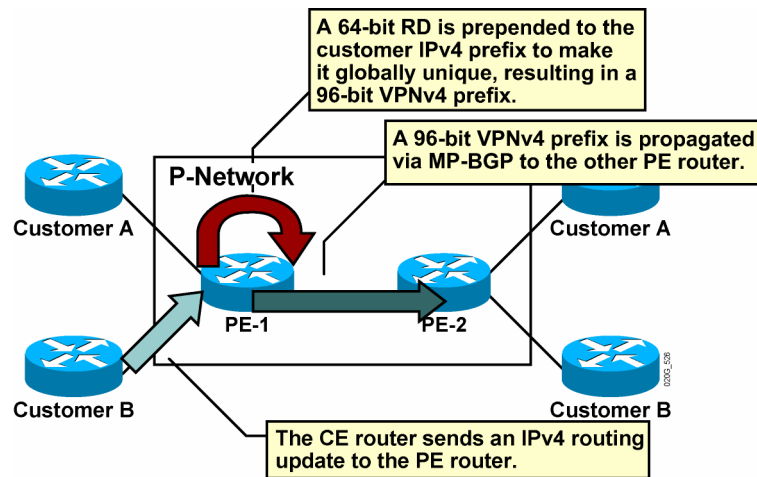 A 64-bit RD is prepended to the
customer IPv4 prefix to make
it globally unique, resulting in a
96-bit VPNv4 prefix.
A 96-bit VPNv4 prefix is propagated
via MP-BGP to the other PE router.
P-Network
Customer A
Customer A
PE-1
PE-2
Customer B
Customer B
020G_526
The CE router sends an IPv4 routing
update to the PE router.